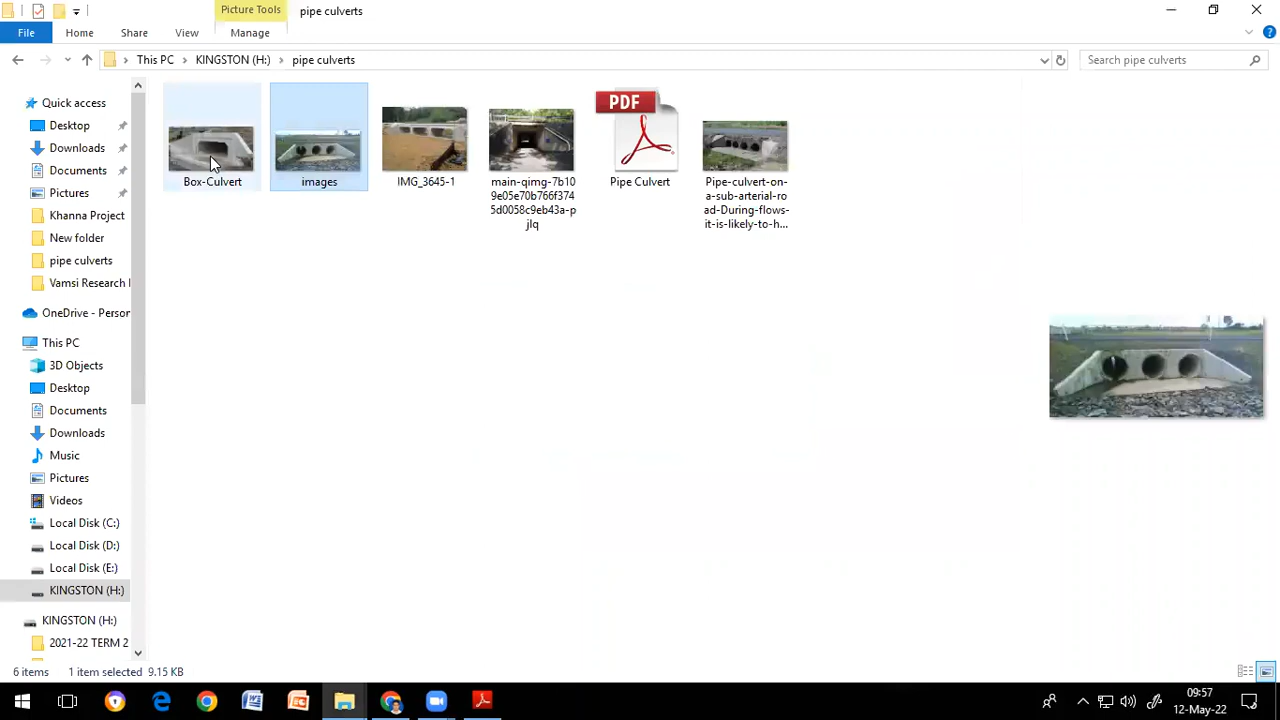 Picture Tools
pipe culverts
File
Home
Share
View
Manage
This PC
KINGSTON (H:)
pipe culverts
Search pipe culverts
Quick access
Desktop
Downloads
Documents
Pictures
Khanna Project
New folder
pipe culverts
Vamsi Research
OneDrive - Person
This PC
3D Objects
Desktop
Documents
Downloads
Music
Pictures
Videos
Local Disk (C:)
Local Disk (D:)
Local Disk (E:)
KINGSTON (H:)
KINGSTON (H:)
2021-22 TERM 2
Box-Culvert
images
IMG_3645-1
main-qimg-7b10
9e05e70b766f374
5d0058c9eb43a-p
jlq
PDF
Pipe Culvert
Pipe-culvert-on-
a-sub-arterial-ro
ad-During-flows-
it-is-likely-to-h...
6 items
1 item selected
9.15 KB
09:57
12-May-22